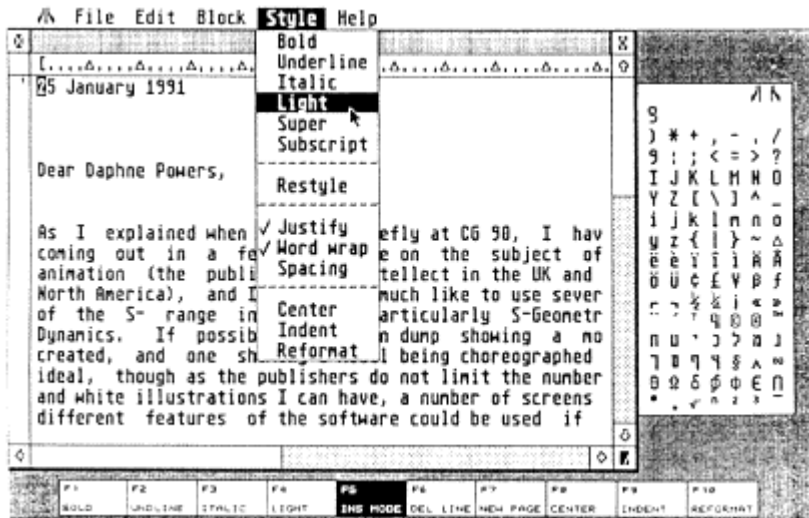 File Edit Block Style Help
Bold
Underline
Italic
Light
Super
Subscript
Restyle
✓ Justify
✓ Word wrap
Spacing
Center
Indent
Reformat
25 January 1991
Dear Daphne Powers,
As I explained when efly at CG 90, I hav
coming out in a fe e on the subject of
animation (the publi tellect in the UK and
North America), and I much like to use sever
of the S- range in articularly S-Geometr
Dynamics. If possib n dump showing a mo
created, and one sh l being choreographed
ideal, though as the publishers do not limit the number
and white illustrations I can have, a number of screens
different features of the software could be used if
9
) * + , - . /
9 : ; < = > ?
I J K L M N O
Y Z [ \ ] ^ _
i j k l m n o
y z { | } ~ Δ
F1 F2 F3 F4 F5 F6 F7 F8 F9 F10
BOLD UNDLINE ITALIC LIGHT INS MODE DEL LINE NEW PAGE CENTER INDENT REFORMAT